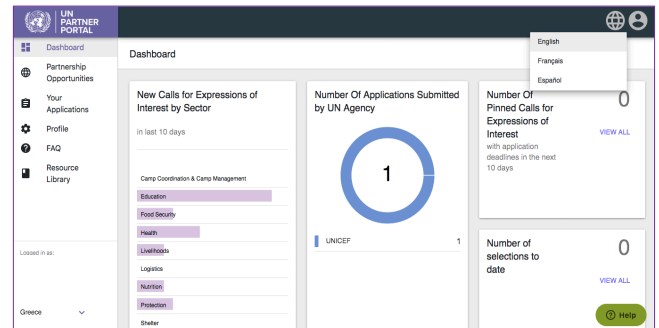 UN
PARTNER
PORTAL
Dashboard
Partnership
Opportunities
Your
Applications
Profile
FAQ
Resource
Library
Logged in as:
Greece
Dashboard
English
Français
Español
New Calls for Expressions of
Interest by Sector
in last 10 days
Camp Coordination & Camp Management
Education
Food Security
Health
Livelihoods
Logistics
Nutrition
Protection
Shelter
Number Of Applications Submitted
by UN Agency
1
UNICEF 1
Number Of
Pinned Calls for
Expressions of
Interest
with application
deadlines in the next
10 days
0
VIEW ALL
Number of
selections to
date
0
VIEW ALL
Help